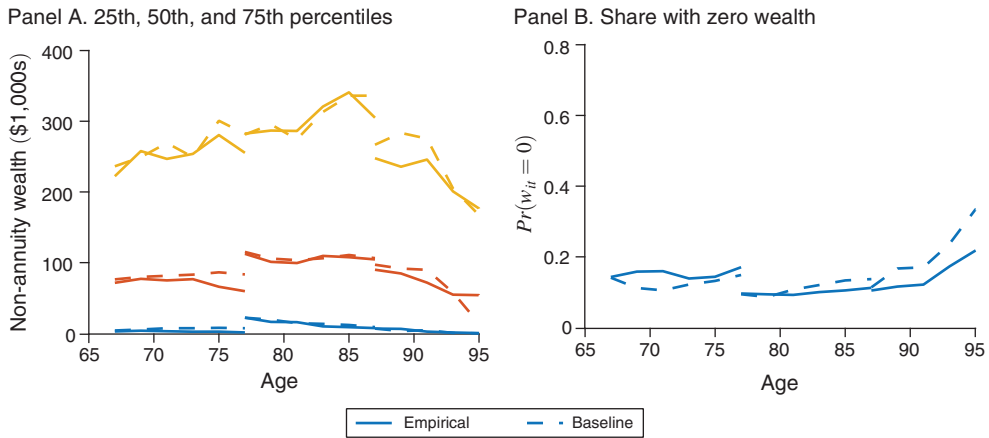 Panel A. 25th, 50th, and 75th percentiles
Non-annuity wealth ($1,000s)
400
300
200
100
0
65 70 75 80 85 90 95
Age
Panel B. Share with zero wealth
Pr(w_{it} = 0)
0.8
0.6
0.4
0.2
0
65 70 75 80 85 90 95
Age
Empirical Baseline